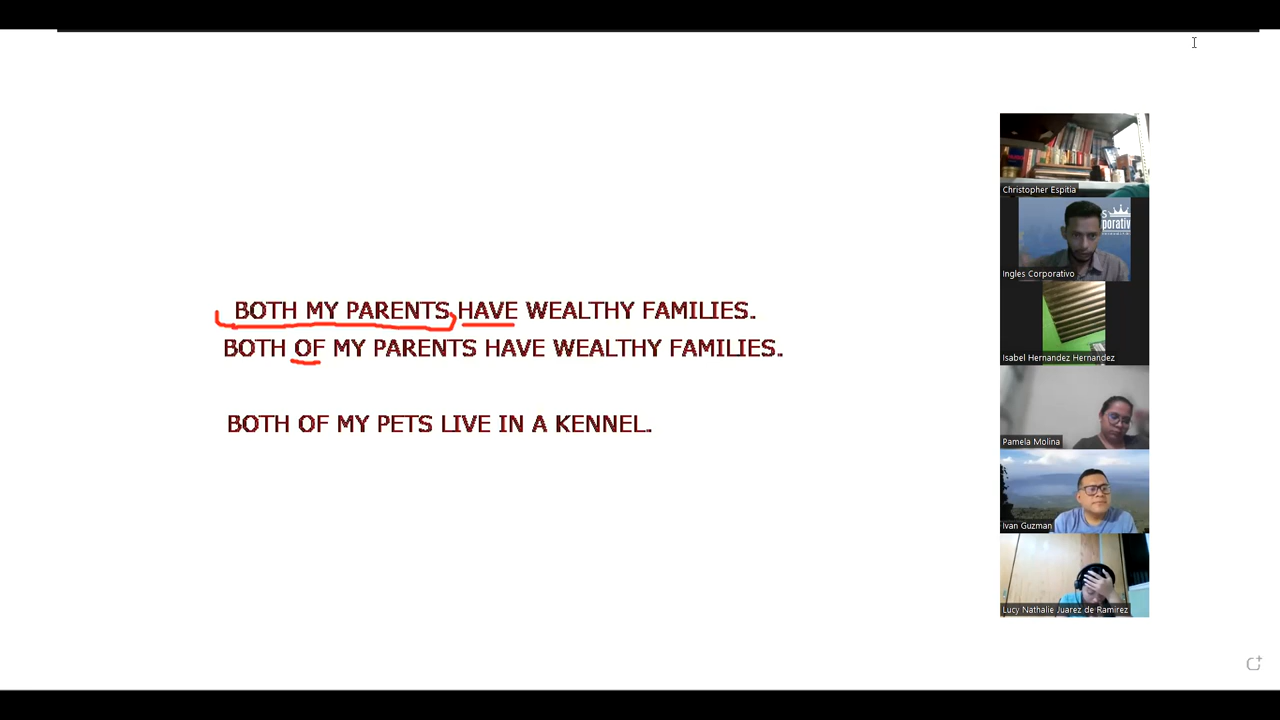 BOTH MY PARENTS HAVE WEALTHY FAMILIES.
BOTH OF MY PARENTS HAVE WEALTHY FAMILIES.
BOTH OF MY PETS LIVE IN A KENNEL.
Christopher Espitia
S
porativ
Ingles Corporativo
Isabel Hernandez Hernandez
Pamela Molina
Ivan Guzman
Lucy Nathalie Juarez de Ramirez